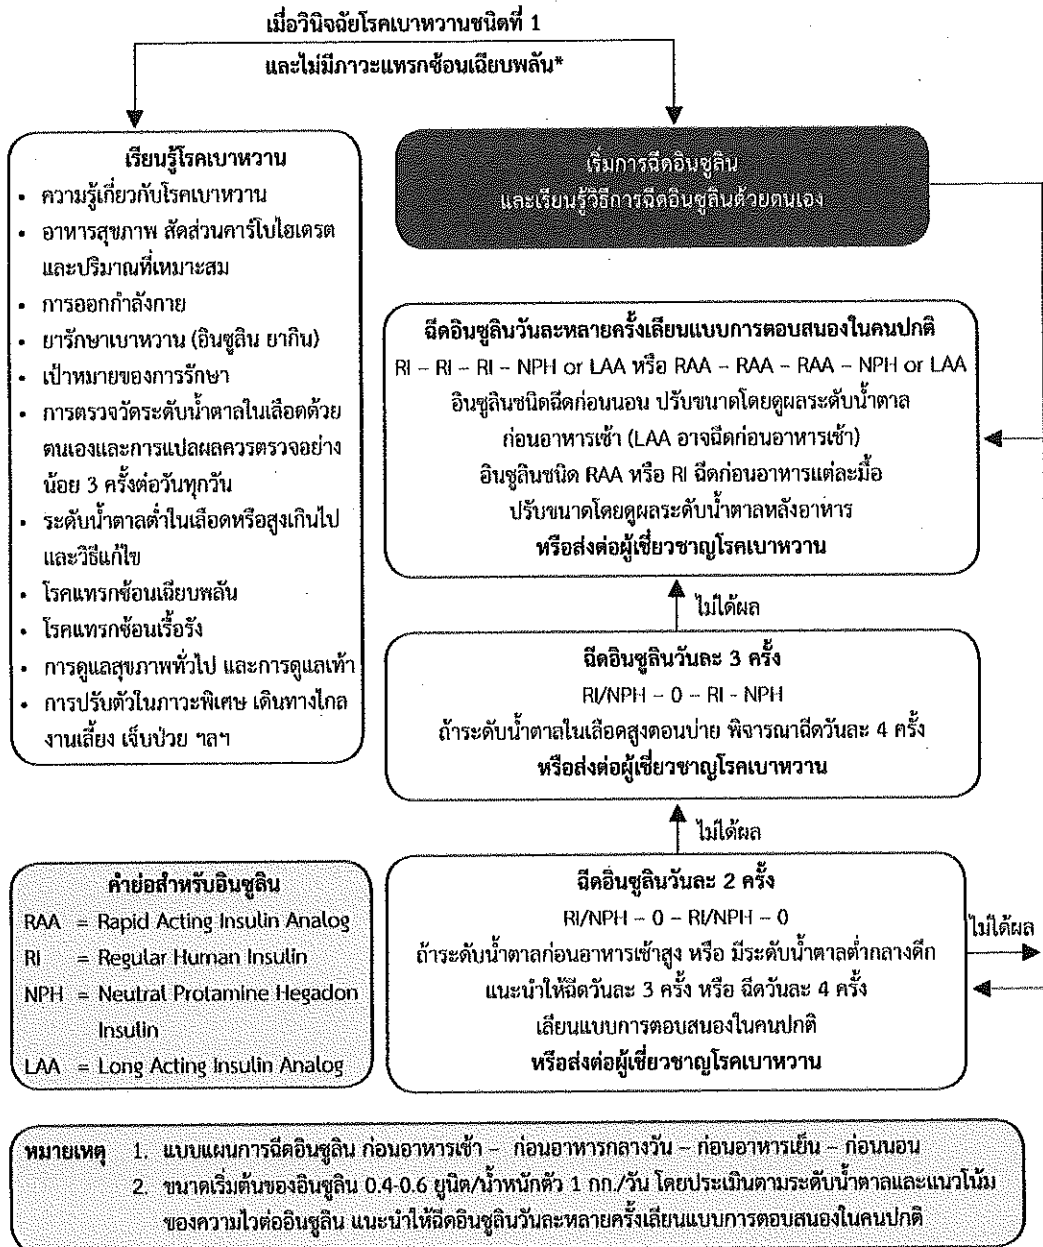 เมื่อวินิจฉัยโรคเบาหวานชนิดที่ 1
และไม่มีภาวะแทรกซ้อนเฉียบพลัน*
เรียนรู้โรคเบาหวาน
• ความรู้เกี่ยวกับโรคเบาหวาน
• อาหารสุขภาพ สัดส่วนคาร์โบไฮเดรต
และปริมาณที่เหมาะสม
• การออกกำลังกาย
• ยารักษาเบาหวาน (อินซูลิน ยากิน)
• เป้าหมายของการรักษา
• การตรวจวัดระดับน้ำตาลในเลือดด้วย
ตนเองและการแปลผลควรตรวจอย่าง
น้อย 3 ครั้งต่อวันทุกวัน
• ระดับน้ำตาลต่ำในเลือดหรือสูงเกินไป
และวิธีแก้ไข
• โรคแทรกซ้อนเฉียบพลัน
• โรคแทรกซ้อนเรื้อรัง
• การดูแลสุขภาพทั่วไป และการดูแลเท้า
• การปรับตัวในภาวะพิเศษ เดินทางไกล
งานเลี้ยง เจ็บป่วย ฯลฯ
เริ่มการฉีดอินซูลิน
และเรียนรู้วิธีการฉีดอินซูลินด้วยตนเอง
ฉีดอินซูลินวันละหลายครั้งเลียนแบบการตอบสนองในคนปกติ
RI – RI – RI – NPH or LAA หรือ RAA – RAA – RAA – NPH or LAA
อินซูลินชนิดฉีดก่อนนอน ปรับขนาดโดยดูผลระดับน้ำตาล
ก่อนอาหารเช้า (LAA อาจฉีดก่อนอาหารเช้า)
อินซูลินชนิด RAA หรือ RI ฉีดก่อนอาหารแต่ละมื้อ
ปรับขนาดโดยดูผลระดับน้ำตาลหลังอาหาร
หรือส่งต่อผู้เชี่ยวชาญโรคเบาหวาน
ไม่ได้ผล
ฉีดอินซูลินวันละ 3 ครั้ง
RI/NPH – 0 – RI - NPH
ถ้าระดับน้ำตาลในเลือดสูงตอนบ่าย พิจารณาฉีดวันละ 4 ครั้ง
หรือส่งต่อผู้เชี่ยวชาญโรคเบาหวาน
ไม่ได้ผล
ฉีดอินซูลินวันละ 2 ครั้ง
RI/NPH – 0 – RI/NPH – 0
ถ้าระดับน้ำตาลก่อนอาหารเช้าสูง หรือ มีระดับน้ำตาลต่ำกลางดึก
แนะนำให้ฉีดวันละ 3 ครั้ง หรือ ฉีดวันละ 4 ครั้ง
เลียนแบบการตอบสนองในคนปกติ
หรือส่งต่อผู้เชี่ยวชาญโรคเบาหวาน
ไม่ได้ผล
คำย่อสำหรับอินซูลิน
RAA = Rapid Acting Insulin Analog
RI = Regular Human Insulin
NPH = Neutral Protamine Hegadon
Insulin
LAA = Long Acting Insulin Analog
หมายเหตุ 1. แบบแผนการฉีดอินซูลิน ก่อนอาหารเช้า – ก่อนอาหารกลางวัน – ก่อนอาหารเย็น – ก่อนนอน
2. ขนาดเริ่มต้นของอินซูลิน 0.4-0.6 ยูนิต/น้ำหนักตัว 1 กก./วัน โดยประเมินตามระดับน้ำตาลและแนวโน้ม
ของความไวต่ออินซูลิน แนะนำให้ฉีดอินซูลินวันละหลายครั้งเลียนแบบการตอบสนองในคนปกติ